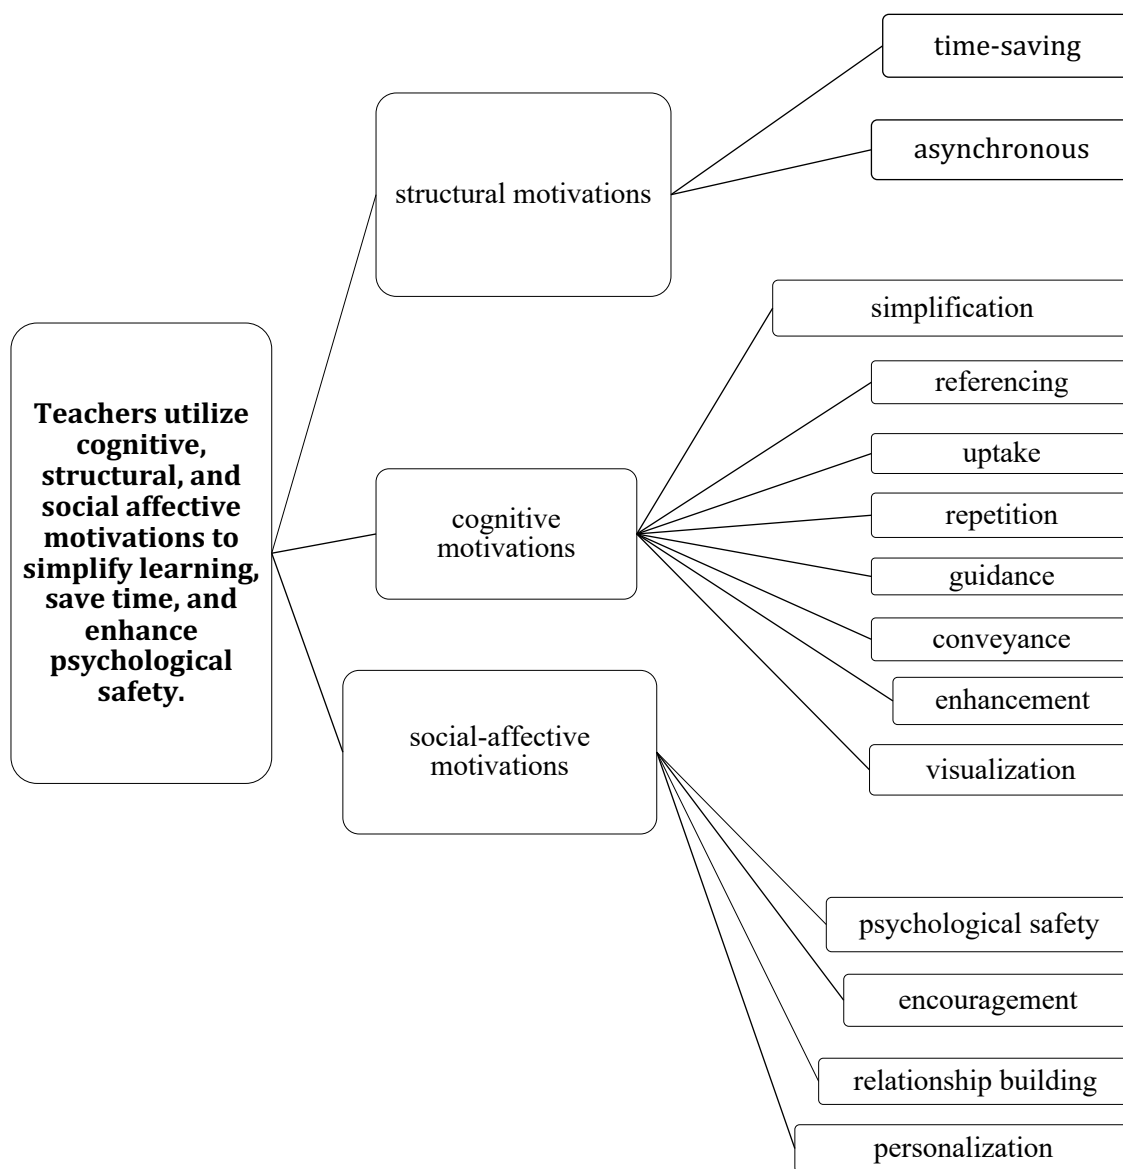 Teachers utilize
cognitive,
structural, and
social affective
motivations to
simplify learning,
save time, and
enhance
psychological
safety.
structural motivations
time-saving
asynchronous
cognitive
motivations
simplification
referencing
uptake
repetition
guidance
conveyance
enhancement
visualization
social-affective
motivations
psychological safety
encouragement
relationship building
personalization